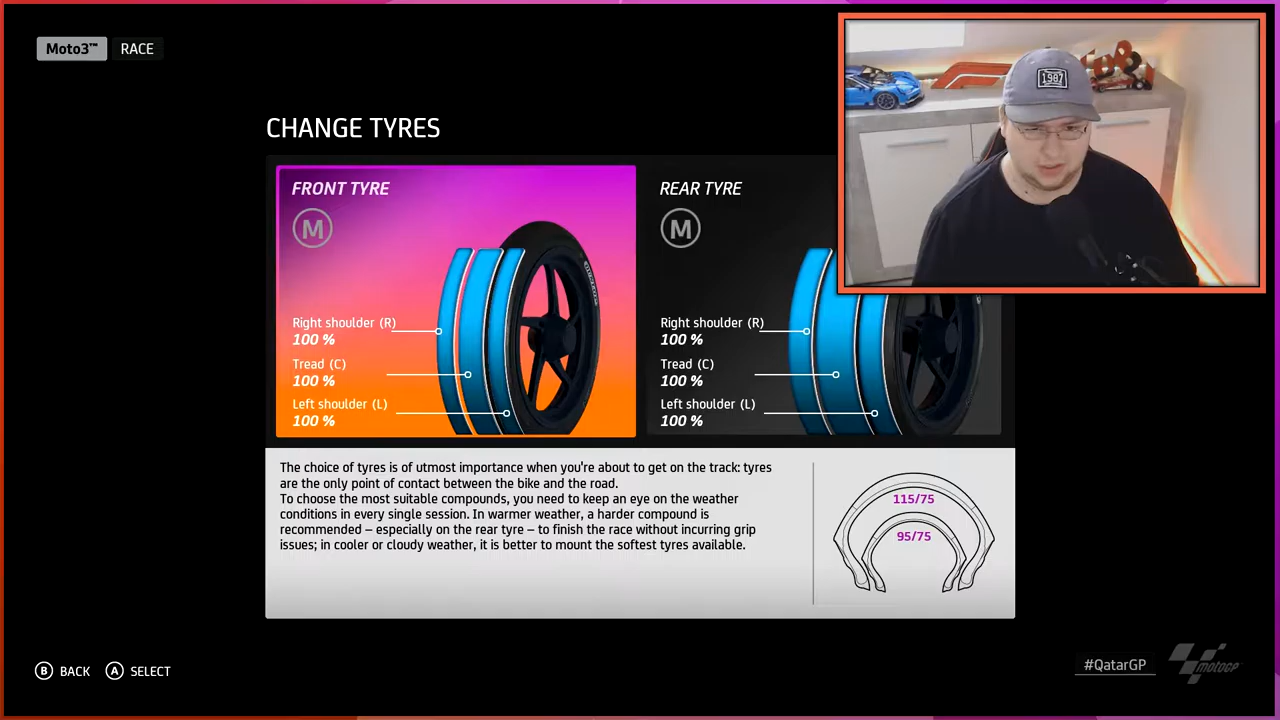 Moto3™ RACE
1987
CHANGE TYRES
FRONT TYRE
M
Right shoulder (R)
100 %
Tread (C)
100 %
Left shoulder (L)
100 %
REAR TYRE
M
Right shoulder (R)
100 %
Tread (C)
100 %
Left shoulder (L)
100 %
The choice of tyres is of utmost importance when you're about to get on the track: tyres
are the only point of contact between the bike and the road.
To choose the most suitable compounds, you need to keep an eye on the weather
conditions in every single session. In warmer weather, a harder compound is
recommended – especially on the rear tyre – to finish the race without incurring grip
issues; in cooler or cloudy weather, it is better to mount the softest tyres available.
115/75
95/75
B BACK A SELECT
#QatarGP
motoGP